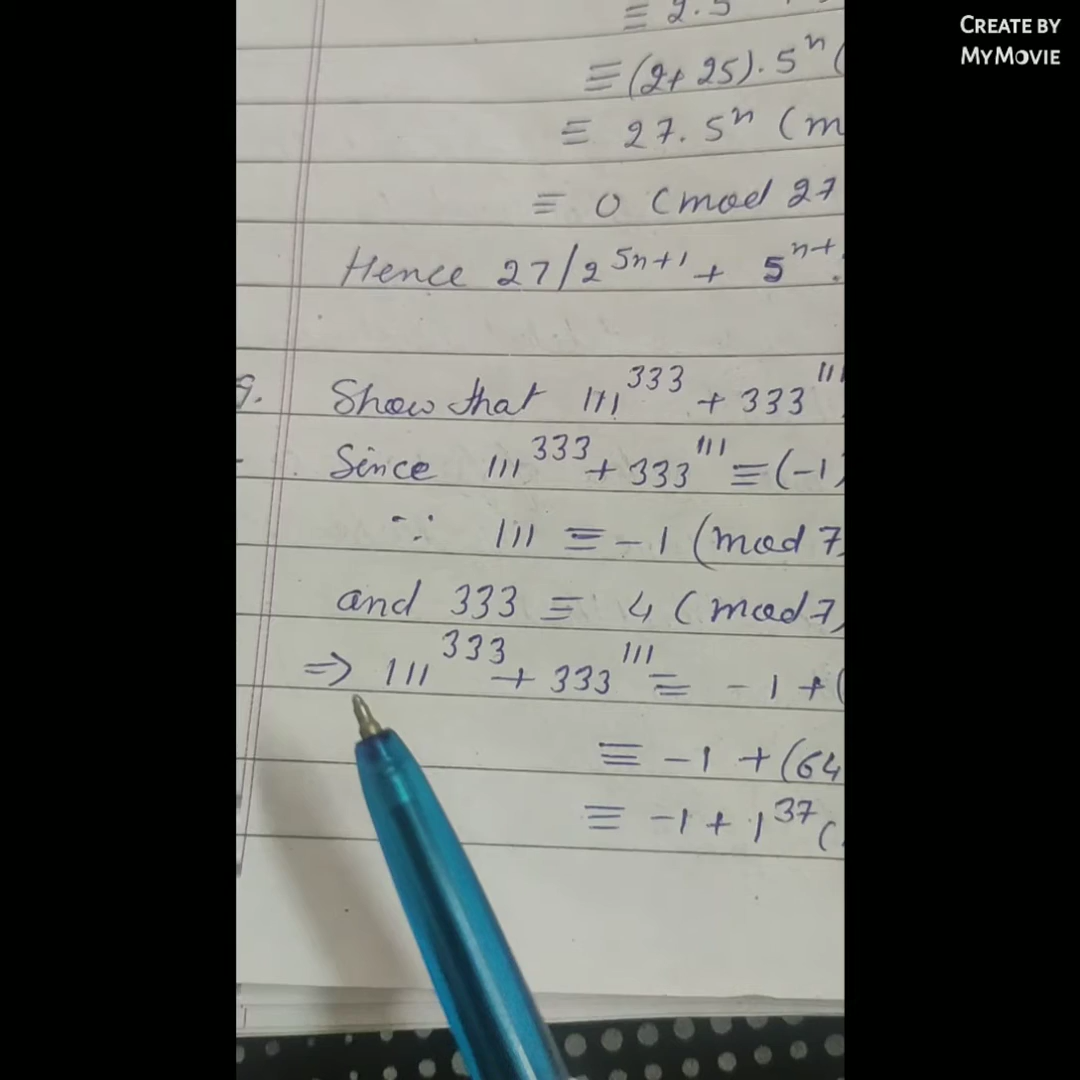 CREATE BY
MYMOVIE
≡ 2.5
≡ (2+25).5ⁿ (
≡ 27.5ⁿ (m
≡ 0 (mod 27
Hence 27/2⁵ⁿ⁺¹ + 5ⁿ⁺
9. Show that 111³³³ + 333¹¹¹
Since 111³³³ + 333¹¹¹ ≡ (-1)
∵ 111 ≡ -1 (mod 7)
and 333 ≡ 4 (mod 7)
⇒ 111³³³ + 333¹¹¹ ≡ -1 + (
≡ -1 + (64
≡ -1 + 1³⁷ (